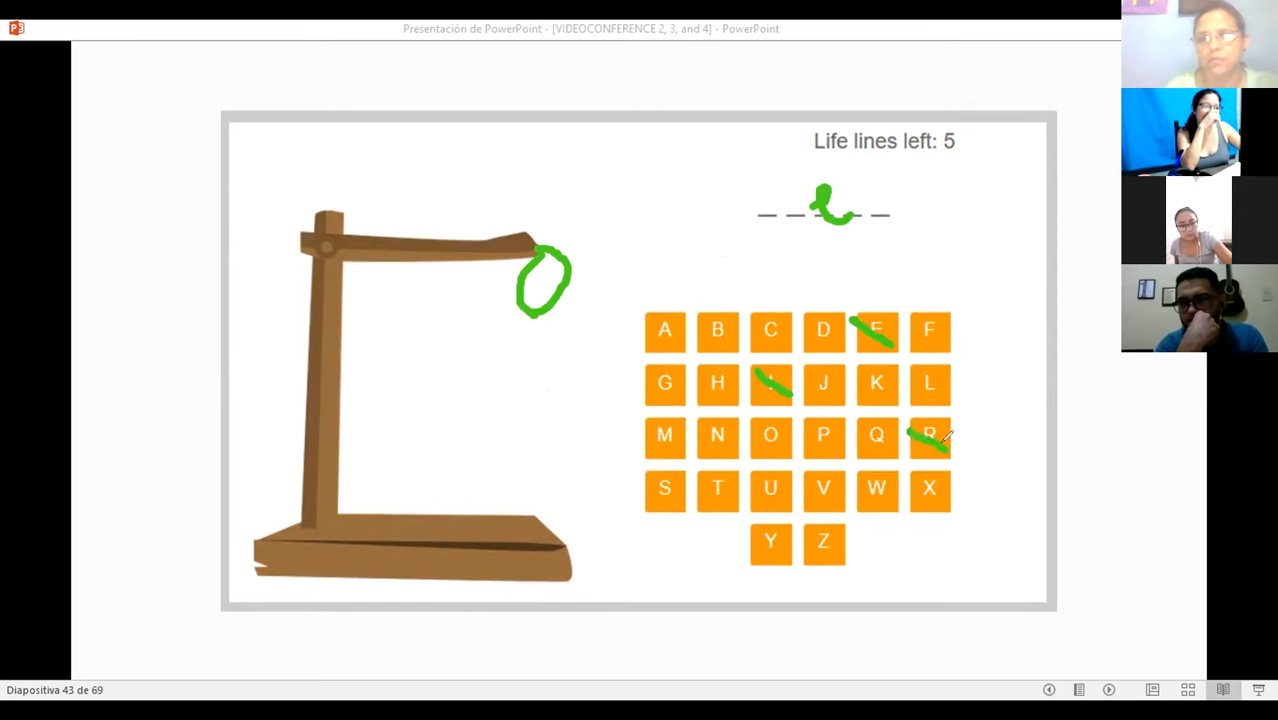 Presentación de PowerPoint - [VIDEOCONFERENCE 2, 3, and 4] - PowerPoint
Life lines left: 5
_ _ e _ _
A B C D E F
G H I J K L
M N O P Q R
S T U V W X
Y Z
Diapositiva 43 de 69